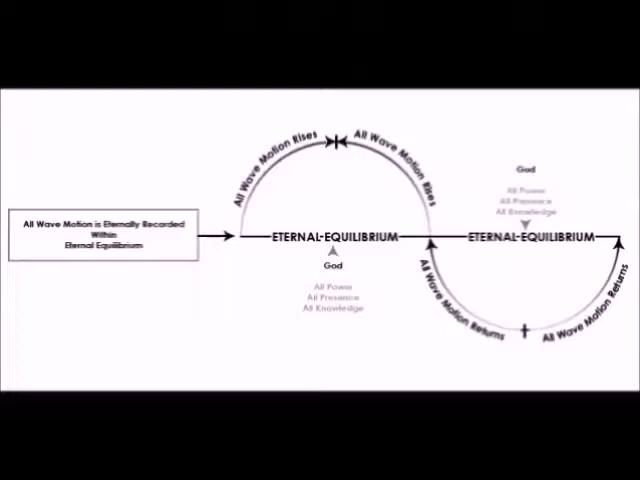 All Wave Motion Rises
All Wave Motion Rises
God
All Power
All Presence
All Knowledge
All Wave Motion is Eternally Recorded
Within
Eternal Equilibrium
ETERNAL-EQUILIBRIUM
ETERNAL-EQUILIBRIUM
God
All Power
All Presence
All Knowledge
All Wave Motion Returns
All Wave Motion Returns